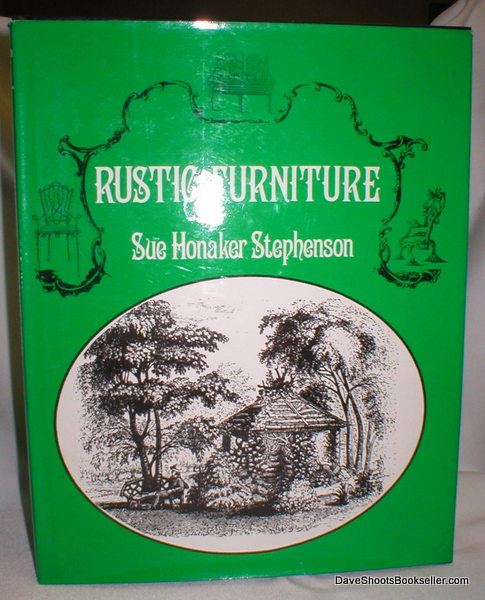 RUSTIC FURNITURE
Sue Honaker Stephenson
DaveShootsBookseller.com